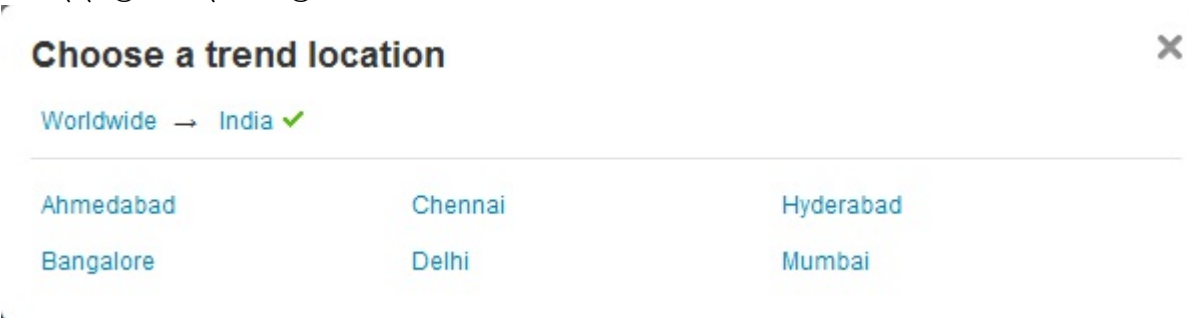 Choose a trend location
Worldwide → India ✓
Ahmedabad Chennai Hyderabad
Bangalore Delhi Mumbai